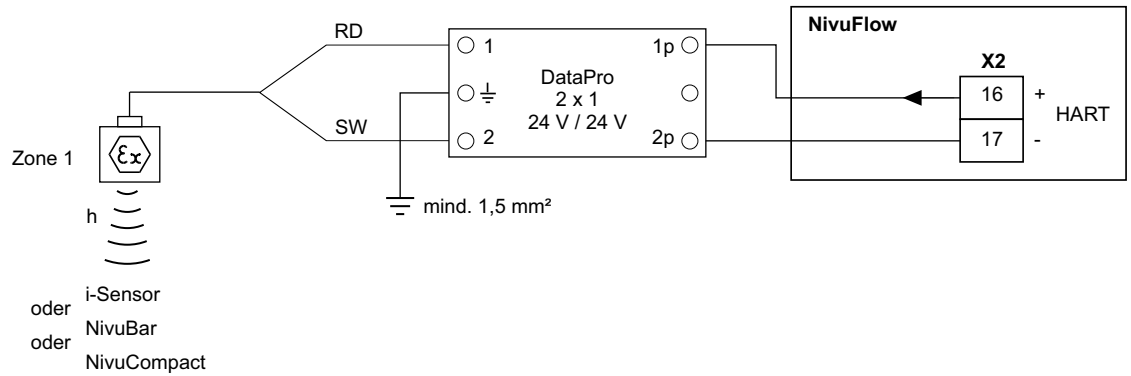 RD
1
1p
NivuFlow
X2
DataPro
2 x 1
24 V / 24 V
16
+
HART
17
-
SW
2
2p
Zone 1
Ex
mind. 1,5 mm²
h
i-Sensor
oder
NivuBar
oder
NivuCompact